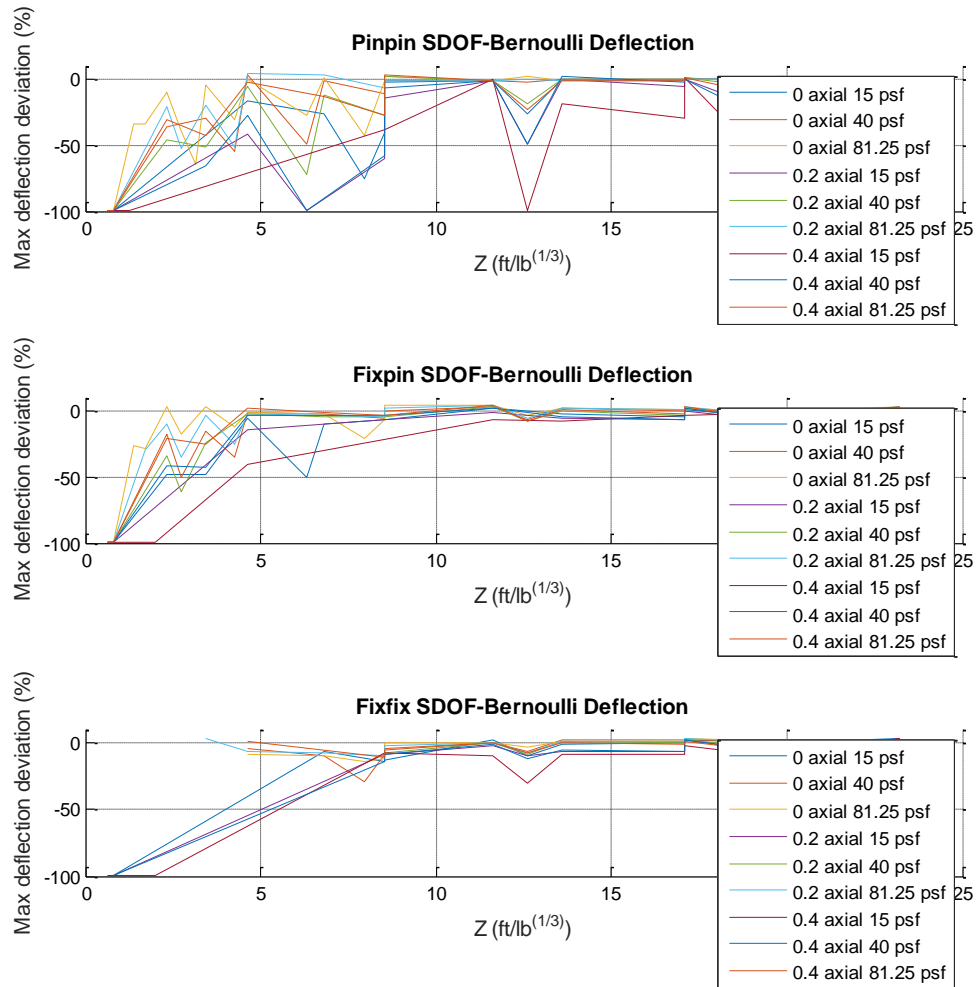 Pinpin SDOF-Bernoulli Deflection
Max deflection deviation (%)
0
-50
-100
0 5 10 15 25
Z (ft/lb(1/3))
0 axial 15 psf
0 axial 40 psf
0 axial 81.25 psf
0.2 axial 15 psf
0.2 axial 40 psf
0.2 axial 81.25 psf
0.4 axial 15 psf
0.4 axial 40 psf
0.4 axial 81.25 psf
Fixpin SDOF-Bernoulli Deflection
Max deflection deviation (%)
0
-50
-100
0 5 10 15 25
Z (ft/lb(1/3))
0 axial 15 psf
0 axial 40 psf
0 axial 81.25 psf
0.2 axial 15 psf
0.2 axial 40 psf
0.2 axial 81.25 psf
0.4 axial 15 psf
0.4 axial 40 psf
0.4 axial 81.25 psf
Fixfix SDOF-Bernoulli Deflection
Max deflection deviation (%)
0
-50
-100
0 5 10 15 25
Z (ft/lb(1/3))
0 axial 15 psf
0 axial 40 psf
0 axial 81.25 psf
0.2 axial 15 psf
0.2 axial 40 psf
0.2 axial 81.25 psf
0.4 axial 15 psf
0.4 axial 40 psf
0.4 axial 81.25 psf